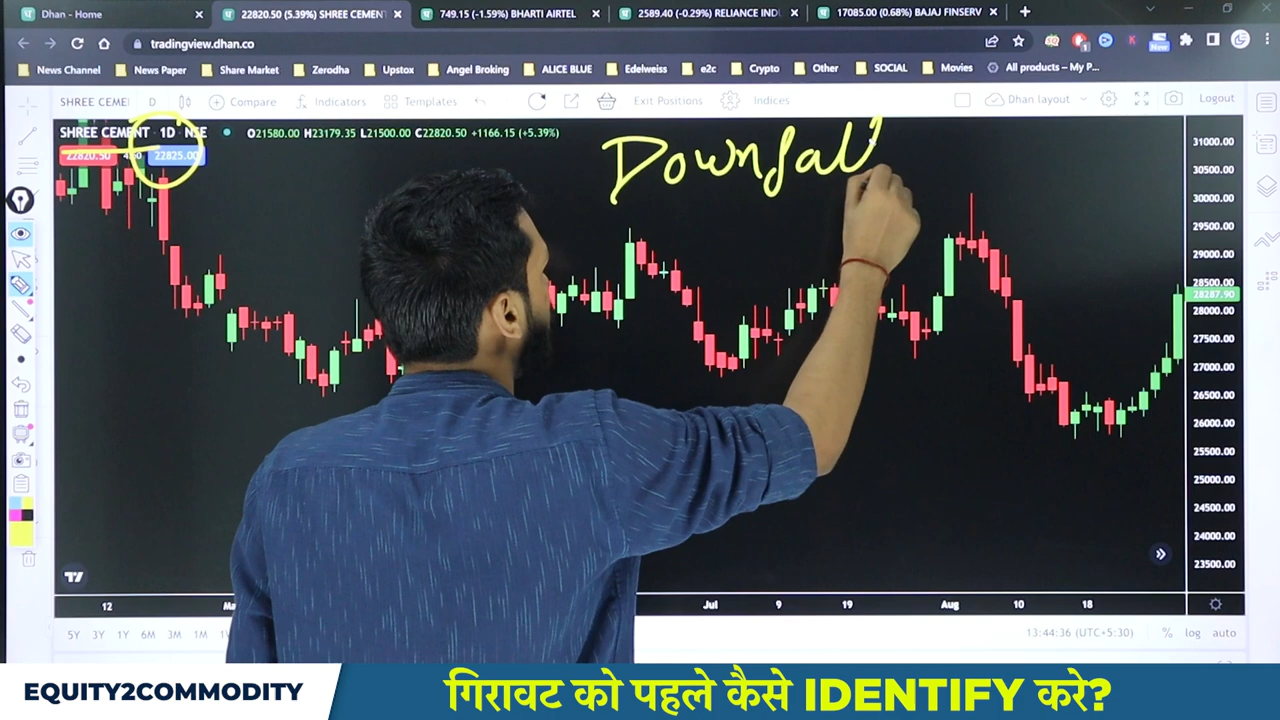 Dhan - Home
22820.50 (5.39%) SHREE CEMENT
749.15 (-1.59%) BHARTI AIRTEL
2589.40 (-0.29%) RELIANCE IND
17085.00 (0.68%) BAJAJ FINSERV
tradingview.dhan.co
New
News Channel News Paper Share Market Zerodha Upstox Angel Broking ALICE BLUE Edelweiss e2c Crypto Other SOCIAL Movies All products – My P...
SHREE CEME D Compare Indicators Templates Exit Positions Indices Dhan layout Logout
SHREE CEMENT · 1D · NSE O21580.00 H23179.35 L21500.00 C22820.50 +1166.15 (+5.39%)
22820.50 22825.00
Downfall
31000.00
30500.00
30000.00
29500.00
29000.00
28500.00
28287.90
28000.00
27500.00
27000.00
26500.00
26000.00
25500.00
25000.00
24500.00
24000.00
23500.00
12 Ma Jul 9 19 Aug 10 18
5Y 3Y 1Y 6M 3M 1M 13:44:36 (UTC+5:30) % log auto
EQUITY2COMMODITY
गिरावट को पहले कैसे IDENTIFY करे?